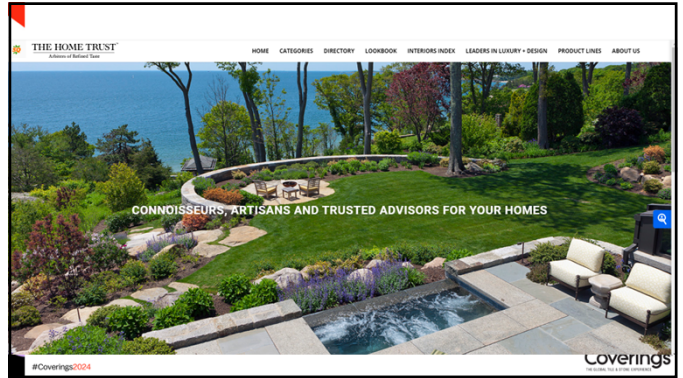 THE HOME TRUST
Advisors of Refined Taste
HOME CATEGORIES DIRECTORY LOOKBOOK INTERIORS INDEX LEADERS IN LUXURY + DESIGN PRODUCT LINES ABOUT US
CONNOISSEURS, ARTISANS AND TRUSTED ADVISORS FOR YOUR HOMES
#Coverings2024
Coverings
THE GLOBAL TILE & STONE EXPERIENCE